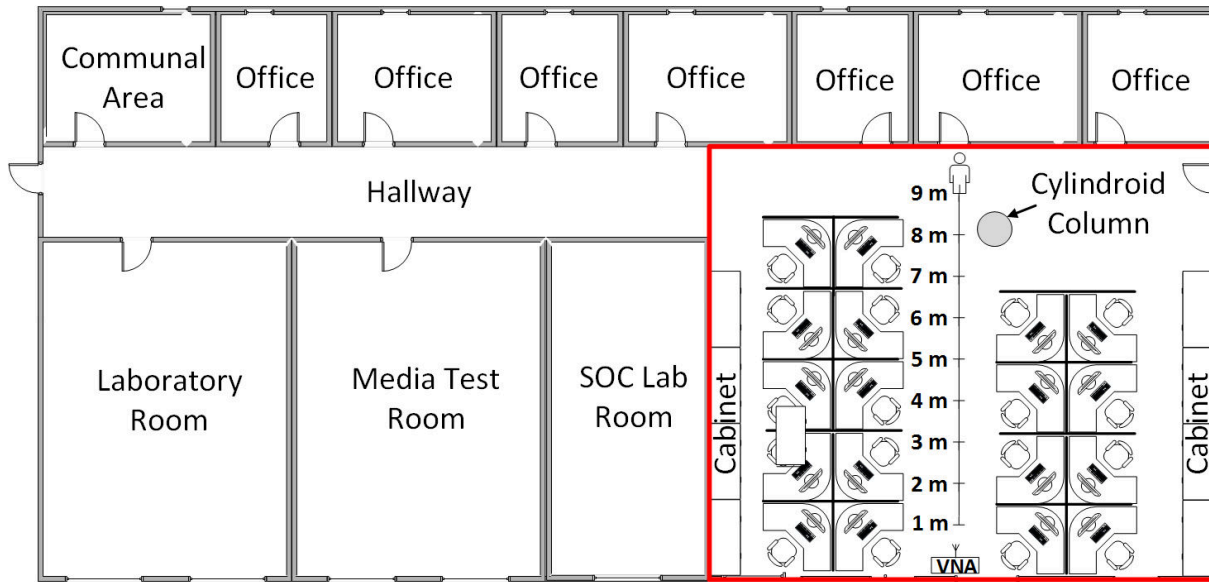 Communal
Area
Office
Office
Office
Office
Office
Office
Office
Hallway
Cylindroid
Column
9 m
8 m
7 m
6 m
5 m
4 m
3 m
2 m
1 m
Laboratory
Room
Media Test
Room
SOC Lab
Room
Cabinet
Cabinet
VNA